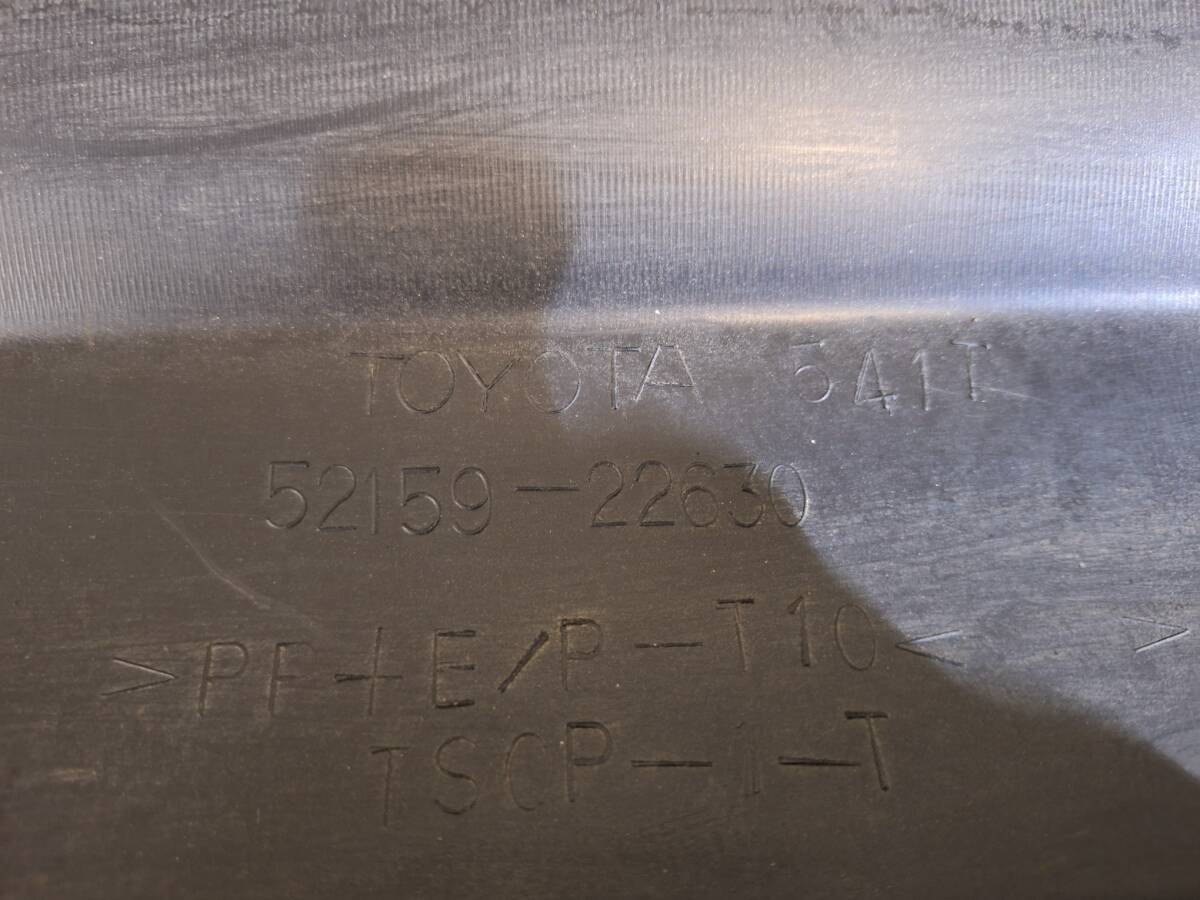 TOYOTA 541T
52159-22630
>PP+E/P-T10< >
TSOP-1-T